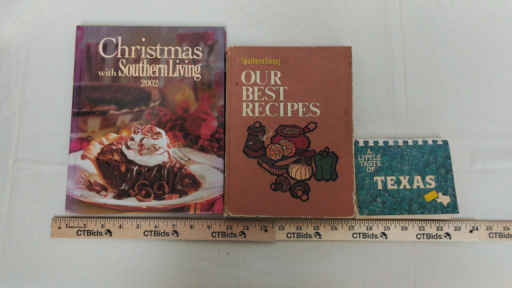 Christmas
with Southern Living
2002
Southern Living
OUR
BEST
RECIPES
A
LITTLE
TASTE
OF
TEXAS
CTBids
CTBids
CTBids
CTBids
CTBids
CTBids